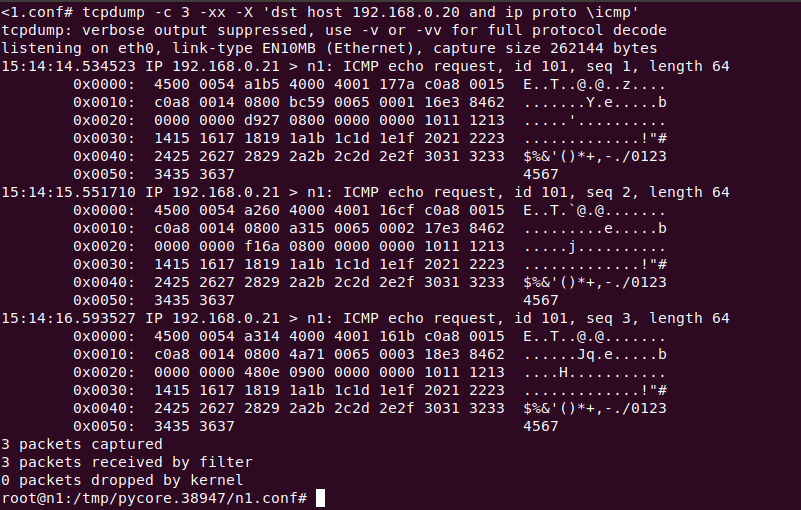 <1.conf# tcpdump -c 3 -xx -X 'dst host 192.168.0.20 and ip proto \icmp'
tcpdump: verbose output suppressed, use -v or -vv for full protocol decode
listening on eth0, link-type EN10MB (Ethernet), capture size 262144 bytes
15:14:14.534523 IP 192.168.0.21 > n1: ICMP echo request, id 101, seq 1, length 64
        0x0000:  4500 0054 a1b5 4000 4001 177a c0a8 0015  E..T..@.@..z....
        0x0010:  c0a8 0014 0800 bc59 0065 0001 16e3 8462  .......Y.e.....b
        0x0020:  0000 0000 d927 0800 0000 0000 1011 1213  .....'..........
        0x0030:  1415 1617 1819 1a1b 1c1d 1e1f 2021 2223  .............!"#
        0x0040:  2425 2627 2829 2a2b 2c2d 2e2f 3031 3233  $%&'()*+,-./0123
        0x0050:  3435 3637                                4567
15:14:15.551710 IP 192.168.0.21 > n1: ICMP echo request, id 101, seq 2, length 64
        0x0000:  4500 0054 a260 4000 4001 16cf c0a8 0015  E..T.`@.@.......
        0x0010:  c0a8 0014 0800 a315 0065 0002 17e3 8462  .........e.....b
        0x0020:  0000 0000 f16a 0800 0000 0000 1011 1213  .....j..........
        0x0030:  1415 1617 1819 1a1b 1c1d 1e1f 2021 2223  .............!"#
        0x0040:  2425 2627 2829 2a2b 2c2d 2e2f 3031 3233  $%&'()*+,-./0123
        0x0050:  3435 3637                                4567
15:14:16.593527 IP 192.168.0.21 > n1: ICMP echo request, id 101, seq 3, length 64
        0x0000:  4500 0054 a314 4000 4001 161b c0a8 0015  E..T..@.@.......
        0x0010:  c0a8 0014 0800 4a71 0065 0003 18e3 8462  ......Jq.e.....b
        0x0020:  0000 0000 480e 0900 0000 0000 1011 1213  ....H...........
        0x0030:  1415 1617 1819 1a1b 1c1d 1e1f 2021 2223  .............!"#
        0x0040:  2425 2627 2829 2a2b 2c2d 2e2f 3031 3233  $%&'()*+,-./0123
        0x0050:  3435 3637                                4567
3 packets captured
3 packets received by filter
0 packets dropped by kernel
root@n1:/tmp/pycore.38947/n1.conf#